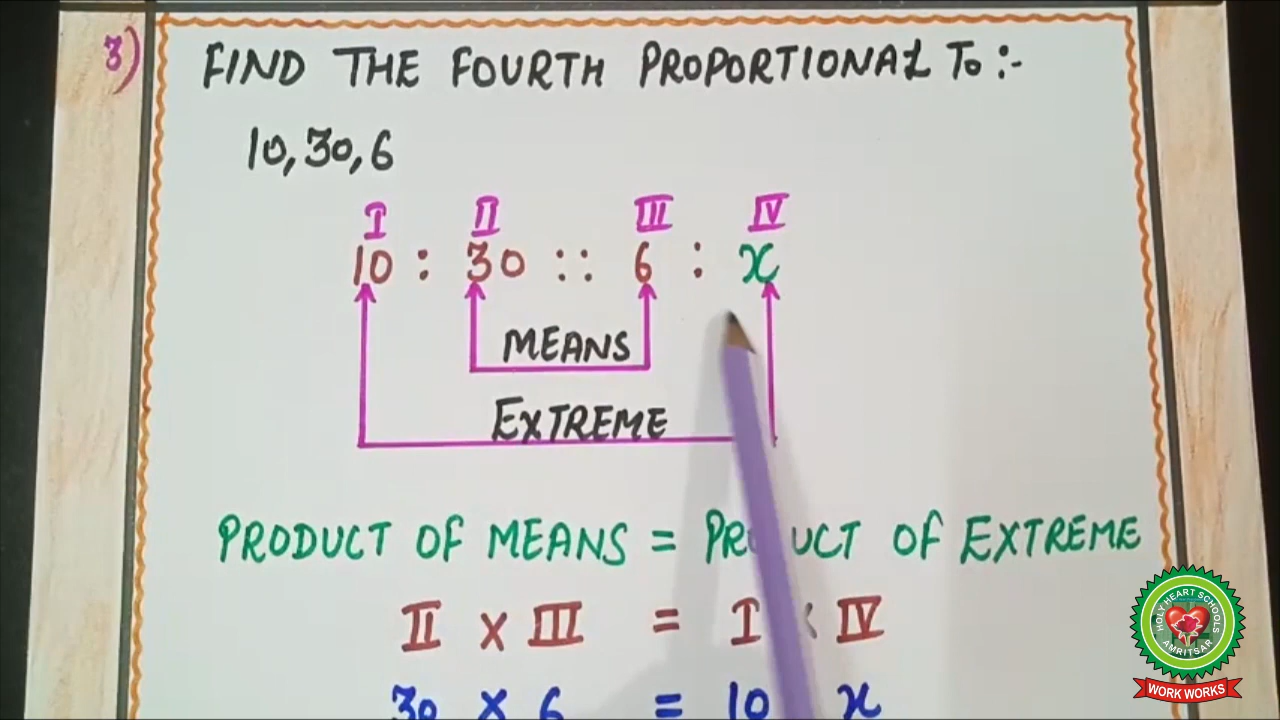 3) FIND THE FOURTH PROPORTIONAL TO :-
10, 30, 6
I II III IV
10 : 30 :: 6 : x
MEANS
EXTREME
PRODUCT OF MEANS = PR UCT OF EXTREME
II X III = I X IV
30 X 6 = 10 x
HOLY HEART SCHOOLS
AMRITSAR
WORK WORKS